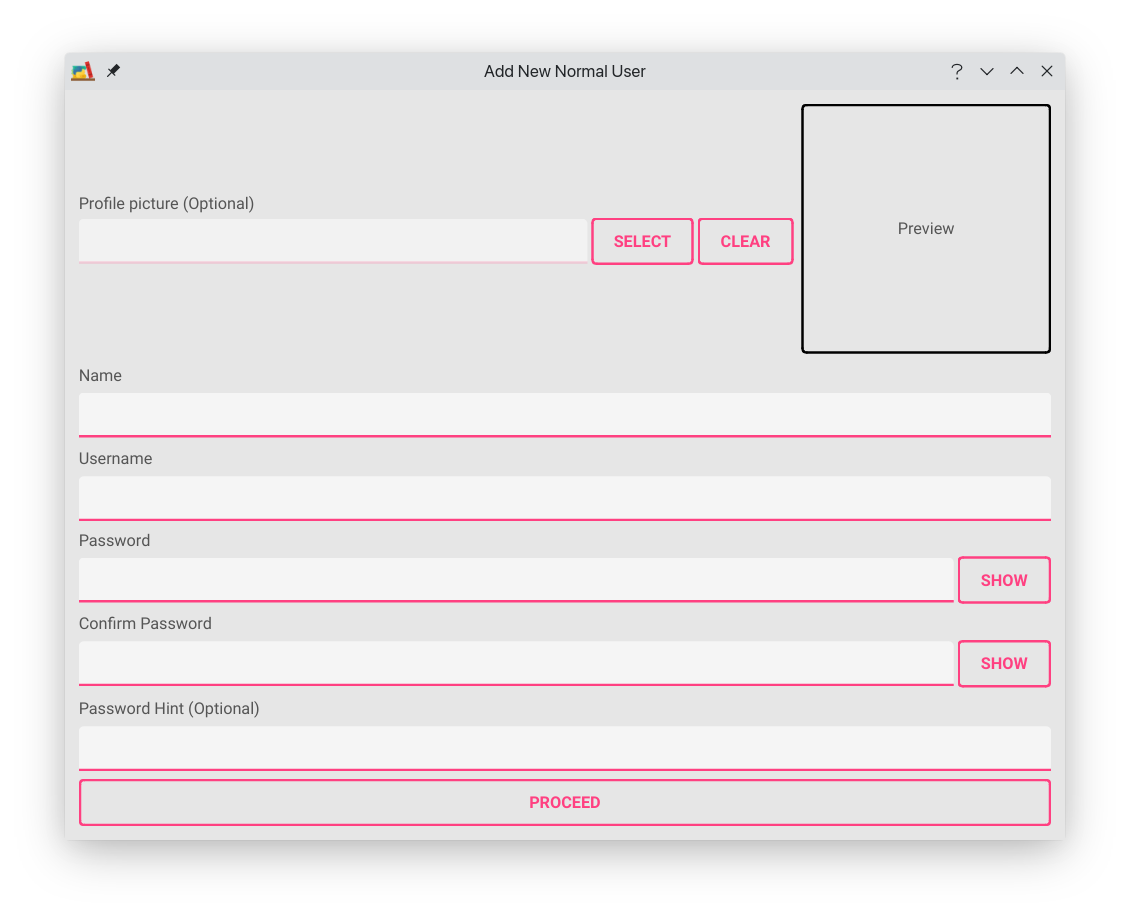 Add New Normal User
?
Profile picture (Optional)
SELECT
CLEAR
Preview
Name
Username
Password
SHOW
Confirm Password
SHOW
Password Hint (Optional)
PROCEED